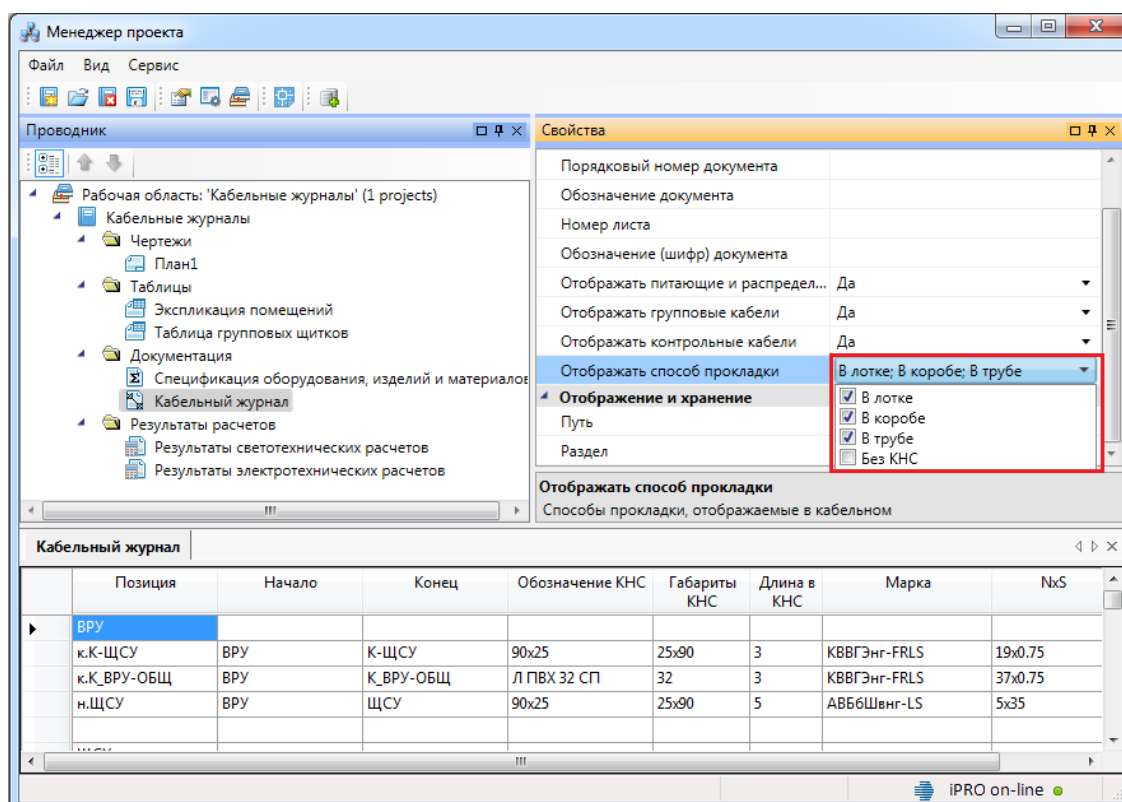 Менеджер проекта
Файл Вид Сервис
Проводник
Рабочая область: 'Кабельные журналы' (1 projects)
Кабельные журналы
Чертежи
План1
Таблицы
Экспликация помещений
Таблица групповых щитков
Документация
Спецификация оборудования, изделий и материалов
Кабельный журнал
Результаты расчетов
Результаты светотехнических расчетов
Результаты электротехнических расчетов
Свойства
Порядковый номер документа
Обозначение документа
Номер листа
Обозначение (шифр) документа
Отображать питающие и распредел... Да
Отображать групповые кабели Да
Отображать контрольные кабели Да
Отображать способ прокладки В лотке; В коробе; В трубе
В лотке
В коробе
В трубе
Без КНС
Отображение и хранение
Путь
Раздел
Отображать способ прокладки
Способы прокладки, отображаемые в кабельном
Кабельный журнал
Позиция Начало Конец Обозначение КНС Габариты КНС Длина в КНС Марка NxS
ВРУ
к.К-ЩСУ ВРУ К-ЩСУ 90x25 25x90 3 КВВГЭнг-FRLS 19x0.75
к.К_ВРУ-ОБЩ ВРУ К_ВРУ-ОБЩ Л ПВХ 32 СП 32 3 КВВГЭнг-FRLS 37x0.75
н.ЩСУ ВРУ ЩСУ 90x25 25x90 5 АВБбШвнг-LS 5x35
iPRO on-line